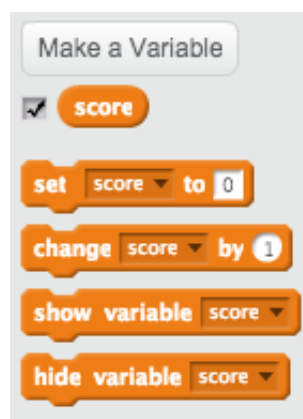 Make a Variable
score
set score to 0
change score by 1
show variable score
hide variable score